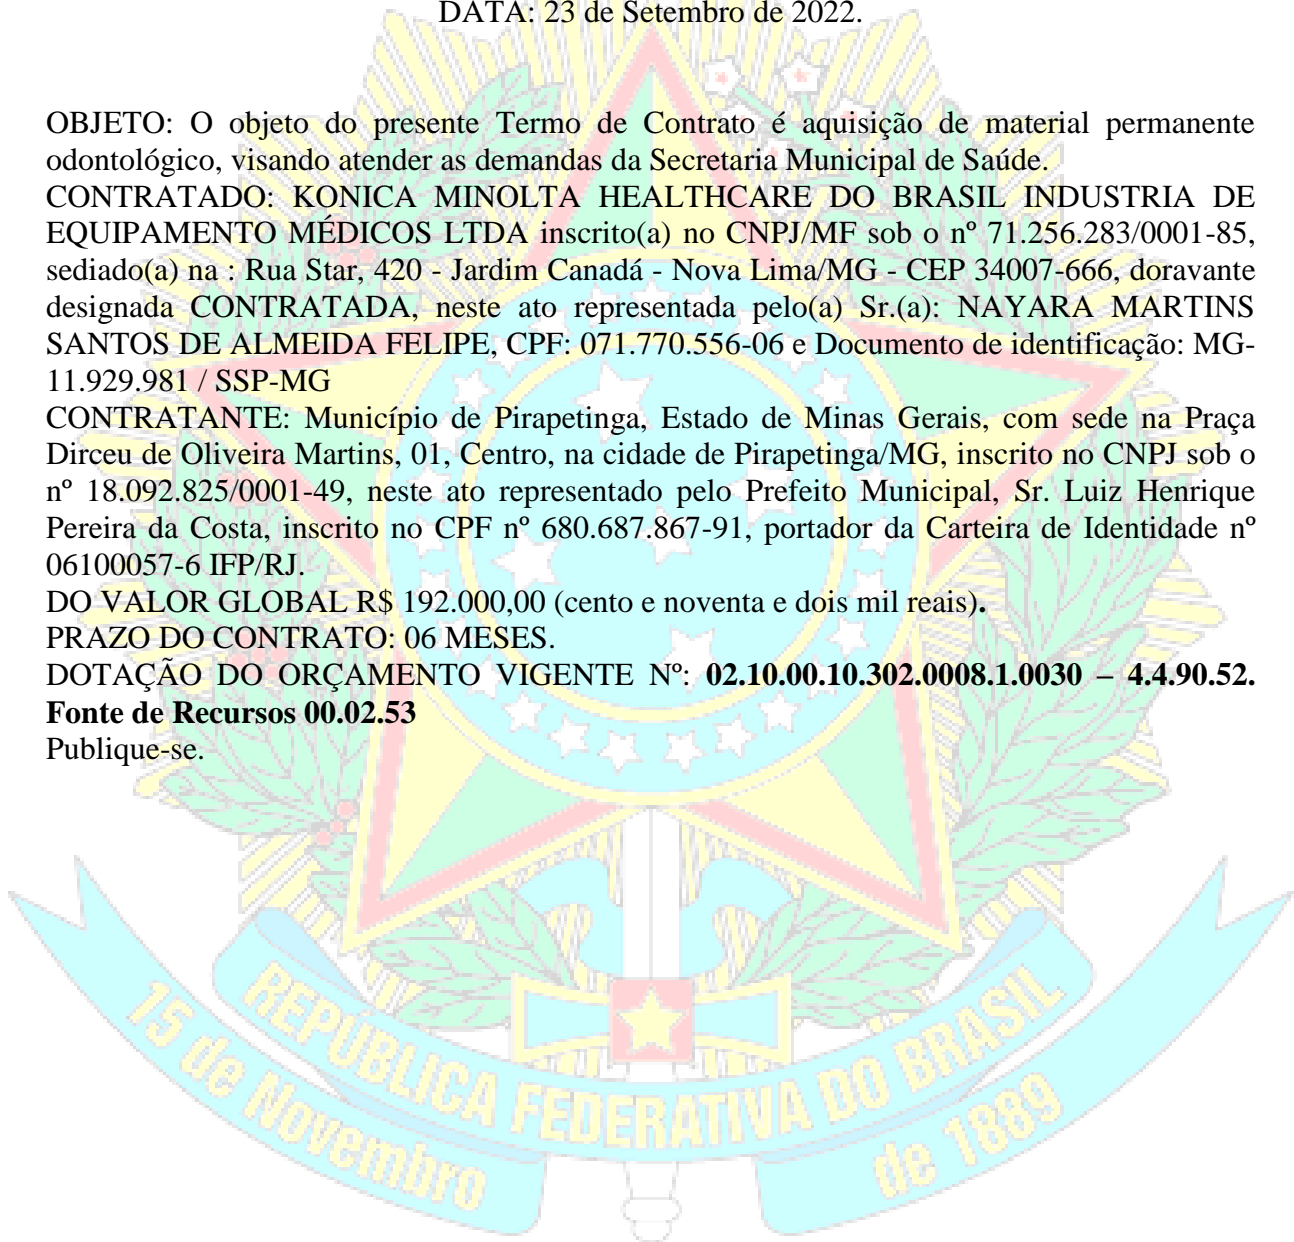 DATA: 23 de Setembro de 2022.
OBJETO: O objeto do presente Termo de Contrato é aquisição de material permanente
odontológico, visando atender as demandas da Secretaria Municipal de Saúde.
CONTRATADO: KONICA MINOLTA HEALTHCARE DO BRASIL INDUSTRIA DE
EQUIPAMENTO MÉDICOS LTDA inscrito(a) no CNPJ/MF sob o nº 71.256.283/0001-85,
sediado(a) na : Rua Star, 420 - Jardim Canadá - Nova Lima/MG - CEP 34007-666, doravante
designada CONTRATADA, neste ato representada pelo(a) Sr.(a): NAYARA MARTINS
SANTOS DE ALMEIDA FELIPE, CPF: 071.770.556-06 e Documento de identificação: MG-
11.929.981 / SSP-MG
CONTRATANTE: Município de Pirapetinga, Estado de Minas Gerais, com sede na Praça
Dirceu de Oliveira Martins, 01, Centro, na cidade de Pirapetinga/MG, inscrito no CNPJ sob o
nº 18.092.825/0001-49, neste ato representado pelo Prefeito Municipal, Sr. Luiz Henrique
Pereira da Costa, inscrito no CPF nº 680.687.867-91, portador da Carteira de Identidade nº
06100057-6 IFP/RJ.
DO VALOR GLOBAL R$ 192.000,00 (cento e noventa e dois mil reais).
PRAZO DO CONTRATO: 06 MESES.
DOTAÇÃO DO ORÇAMENTO VIGENTE Nº: 02.10.00.10.302.0008.1.0030 – 4.4.90.52.
Fonte de Recursos 00.02.53
Publique-se.
REPÚBLICA FEDERATIVA DO BRASIL
15 de Novembro de 1889